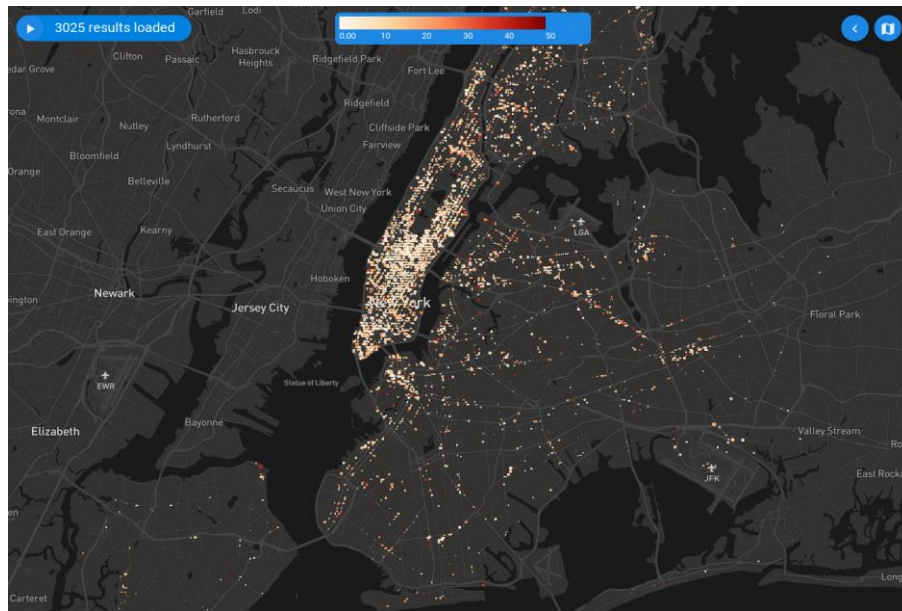 Garfield
Lodi
3025 results loaded
0.00 10 20 30 40 50
Clifton
Passaic
Hasbrouck
Heights
Ridgefield Park
Fort Lee
Montclair
Nutley
Rutherford
Ridgefield
Cliffside Park
Fairview
Lyndhurst
Bloomfield
Orange
Belleville
Secaucus
West New York
Union City
East Orange
Kearny
LGA
Hoboken
Newark
Jersey City
New York
Floral Park
EWR
Statue of Liberty
Elizabeth
Bayonne
Valley Stream
JFK
East Rocka
Carteret
Long